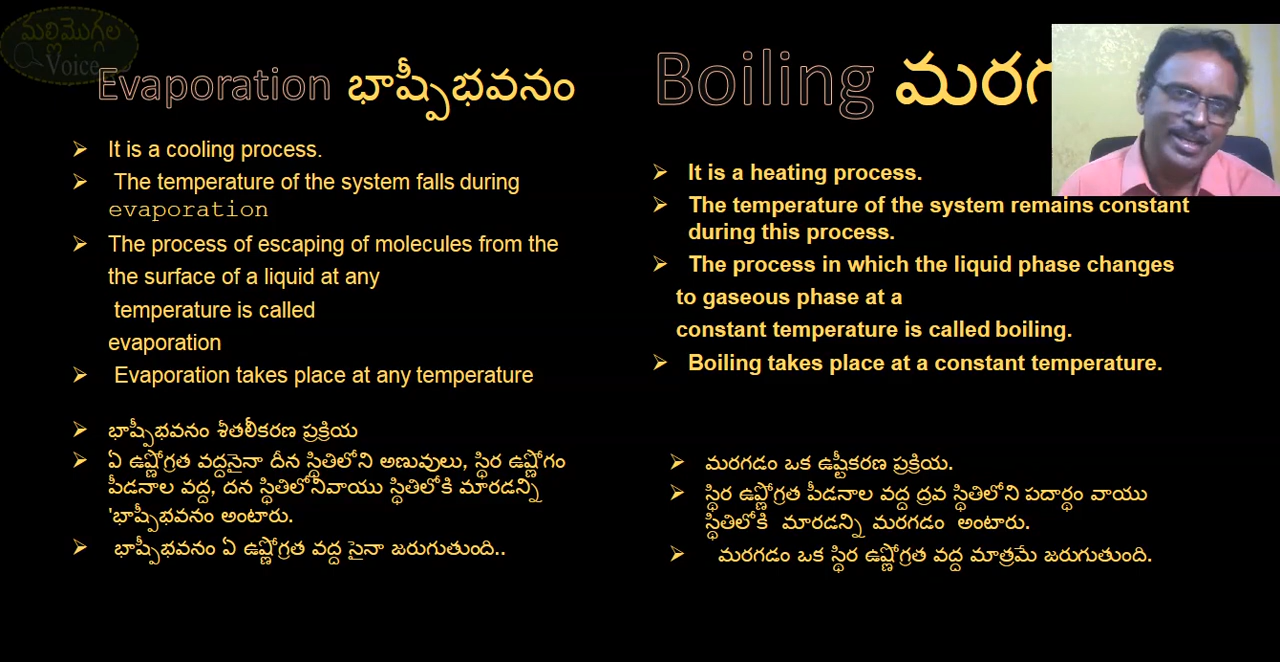 మల్లిమొగ్గల
Voice
Evaporation భాష్పీభవనం
➢ It is a cooling process.
➢ The temperature of the system falls during
evaporation
➢ The process of escaping of molecules from the
the surface of a liquid at any
temperature is called
evaporation
➢ Evaporation takes place at any temperature
➢ భాష్పీభవనం శీతలీకరణ ప్రక్రియ
➢ ఏ ఉష్ణోగ్రత వద్దనైనా దీన స్థితిలోని అణువులు, స్థిర ఉష్ణోగం
పీడనాల వద్ద, దన స్థితిలోనివాయు స్థితిలోకి మారడన్ని
'భాష్పీభవనం అంటారు.
➢ భాష్పీభవనం ఏ ఉష్ణోగ్రత వద్ద సైనా జరుగుతుంది..
Boiling మరగ
➢ It is a heating process.
➢ The temperature of the system remains constant
during this process.
➢ The process in which the liquid phase changes
to gaseous phase at a
constant temperature is called boiling.
➢ Boiling takes place at a constant temperature.
➢ మరగడం ఒక ఉష్టీకరణ ప్రక్రియ.
➢ స్థిర ఉష్ణోగ్రత పీడనాల వద్ద ద్రవ స్థితిలోని పదార్థం వాయు
స్థితిలోకి మారడన్ని మరగడం అంటారు.
➢ మరగడం ఒక స్థిర ఉష్ణోగ్రత వద్ద మాత్రమే జరుగుతుంది.